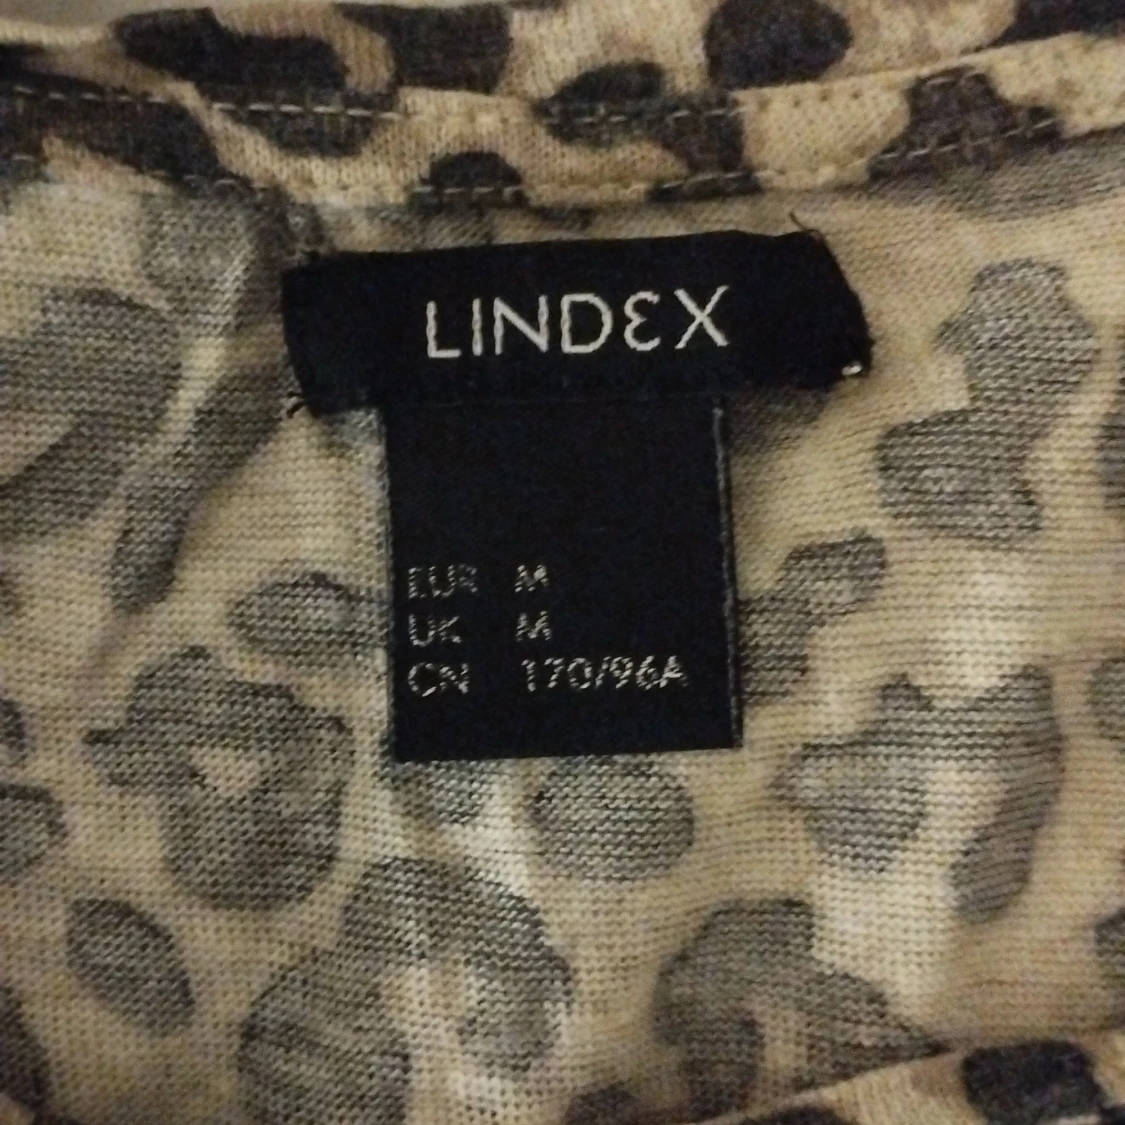 LINDEX
EUR M
UK M
CN 170/96A